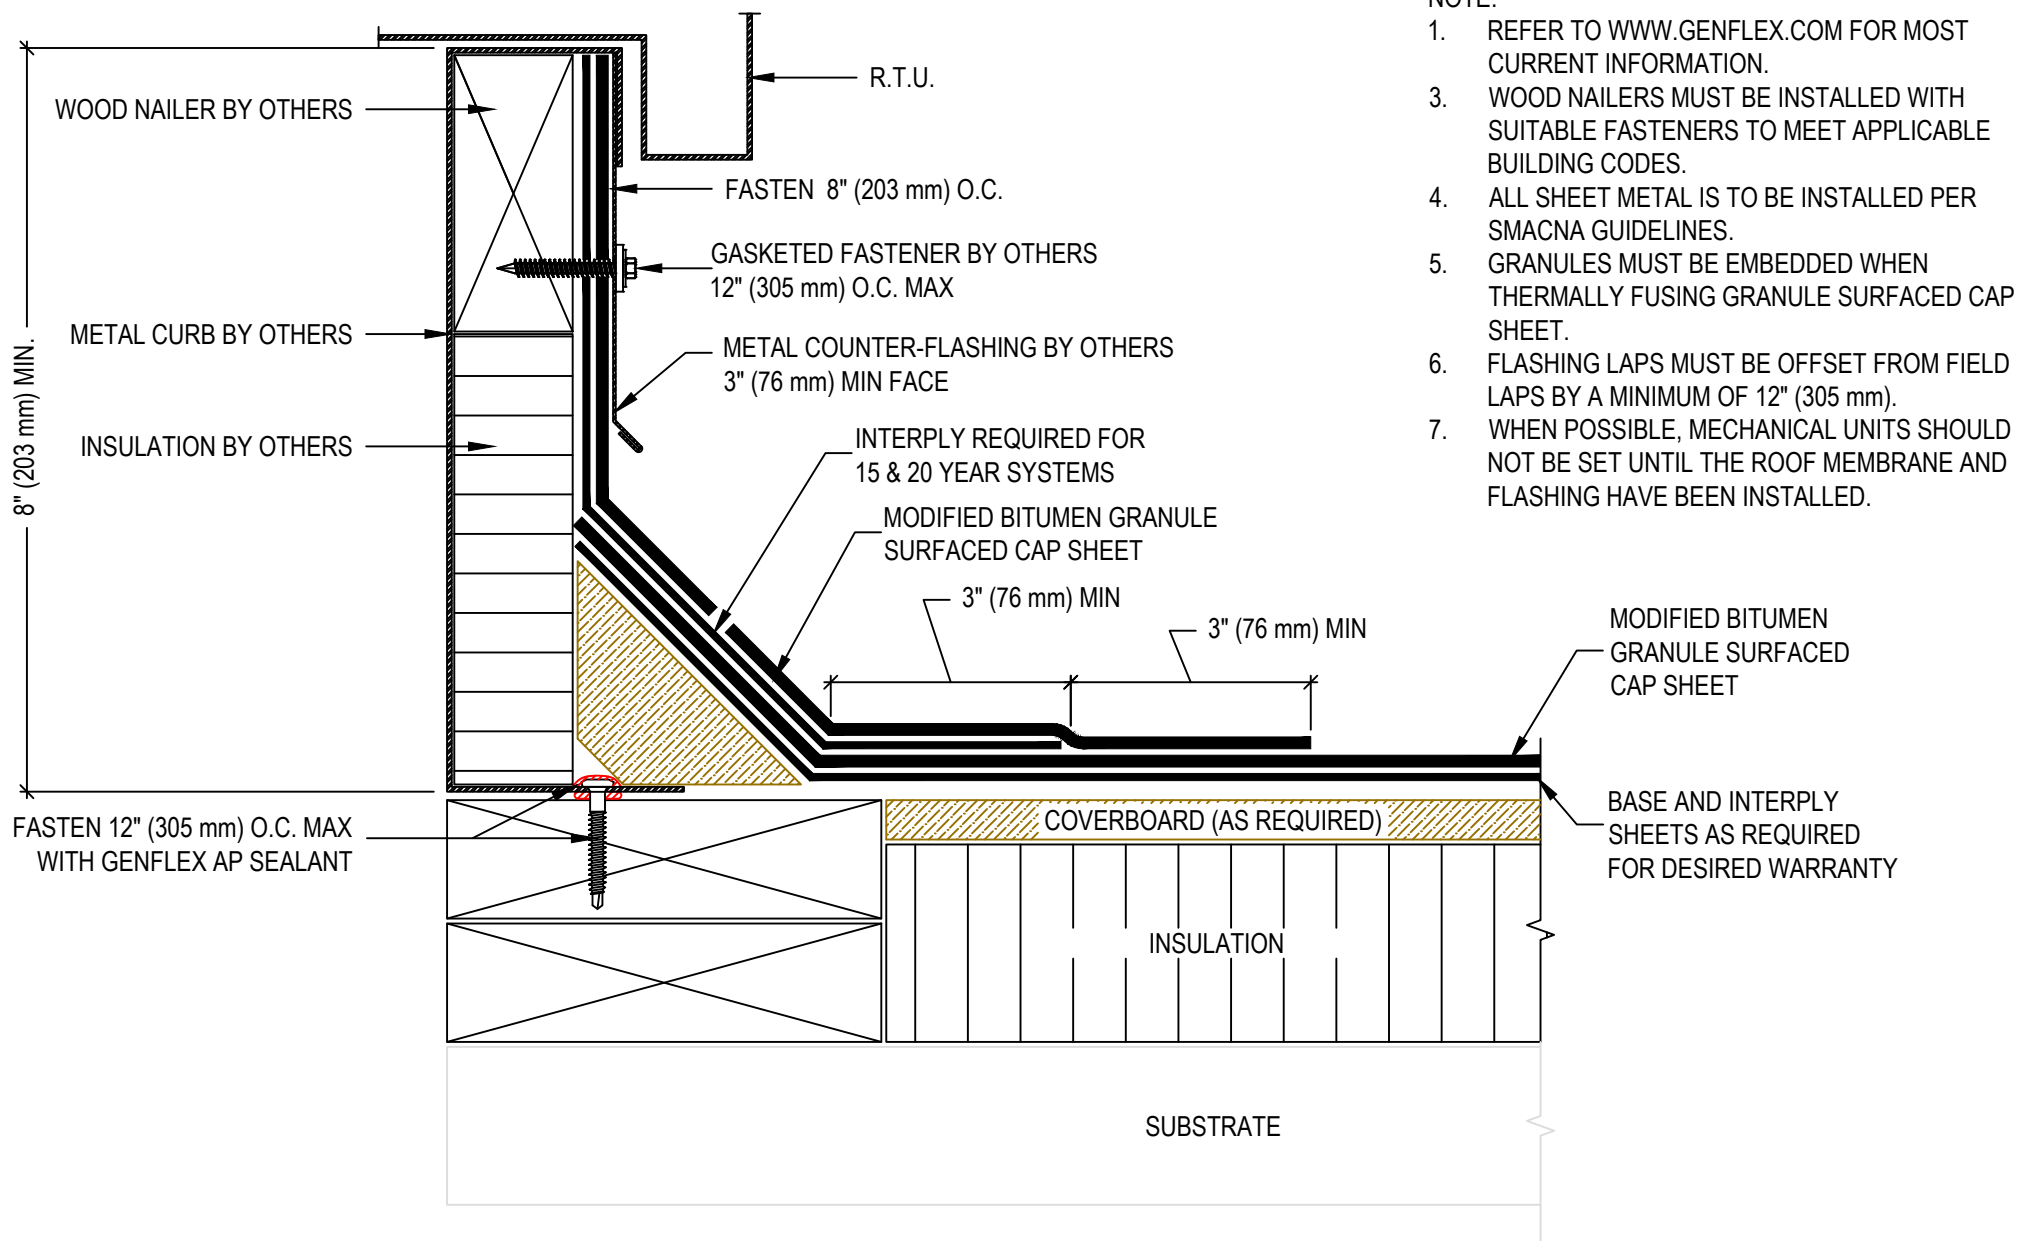 NOTE:
1. REFER TO WWW.GENFLEX.COM FOR MOST
CURRENT INFORMATION.
3. WOOD NAILERS MUST BE INSTALLED WITH
SUITABLE FASTENERS TO MEET APPLICABLE
BUILDING CODES.
4. ALL SHEET METAL IS TO BE INSTALLED PER
SMACNA GUIDELINES.
5. GRANULES MUST BE EMBEDDED WHEN
THERMALLY FUSING GRANULE SURFACED CAP
SHEET.
6. FLASHING LAPS MUST BE OFFSET FROM FIELD
LAPS BY A MINIMUM OF 12" (305 mm).
7. WHEN POSSIBLE, MECHANICAL UNITS SHOULD
NOT BE SET UNTIL THE ROOF MEMBRANE AND
FLASHING HAVE BEEN INSTALLED.
R.T.U.
WOOD NAILER BY OTHERS
FASTEN 8" (203 mm) O.C.
GASKETED FASTENER BY OTHERS
12" (305 mm) O.C. MAX
METAL CURB BY OTHERS
METAL COUNTER-FLASHING BY OTHERS
3" (76 mm) MIN FACE
8" (203 mm) MIN.
INSULATION BY OTHERS
INTERPLY REQUIRED FOR
15 & 20 YEAR SYSTEMS
MODIFIED BITUMEN GRANULE
SURFACED CAP SHEET
3" (76 mm) MIN
3" (76 mm) MIN
MODIFIED BITUMEN
GRANULE SURFACED
CAP SHEET
FASTEN 12" (305 mm) O.C. MAX
WITH GENFLEX AP SEALANT
COVERBOARD (AS REQUIRED)
BASE AND INTERPLY
SHEETS AS REQUIRED
FOR DESIRED WARRANTY
INSULATION
SUBSTRATE